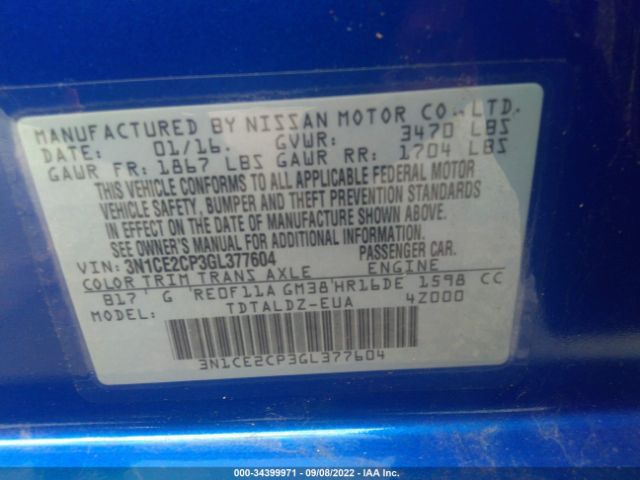 MANUFACTURED BY NISSAN MOTOR CO., LTD.
DATE: 01/16. GVWR: 3470 LBS
GAWR FR: 1867 LBS GAWR RR: 1704 LBS
THIS VEHICLE CONFORMS TO ALL APPLICABLE FEDERAL MOTOR
VEHICLE SAFETY, BUMPER AND THEFT PREVENTION STANDARDS
IN EFFECT ON THE DATE OF MANUFACTURE SHOWN ABOVE.
SEE OWNER'S MANUAL FOR ADDITIONAL INFORMATION.
VIN: 3N1CE2CP3GL377604 PASSENGER CAR.
COLOR TRIM TRANS AXLE ENGINE
B17' G 'RE0F11A GM38'HR16DE 1598 CC
MODEL: TDTALDZ-EUA 4Z000
3N1CE2CP3GL377604
000-34399971 - 09/08/2022 - IAA Inc.